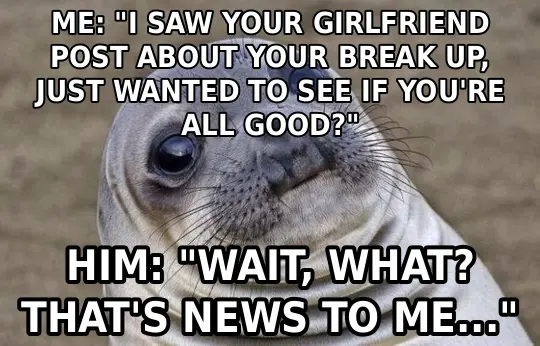 ME: "I SAW YOUR GIRLFRIEND
POST ABOUT YOUR BREAK UP,
JUST WANTED TO SEE IF YOU'RE
ALL GOOD?"
HIM: "WAIT, WHAT?
THAT'S NEWS TO ME..."